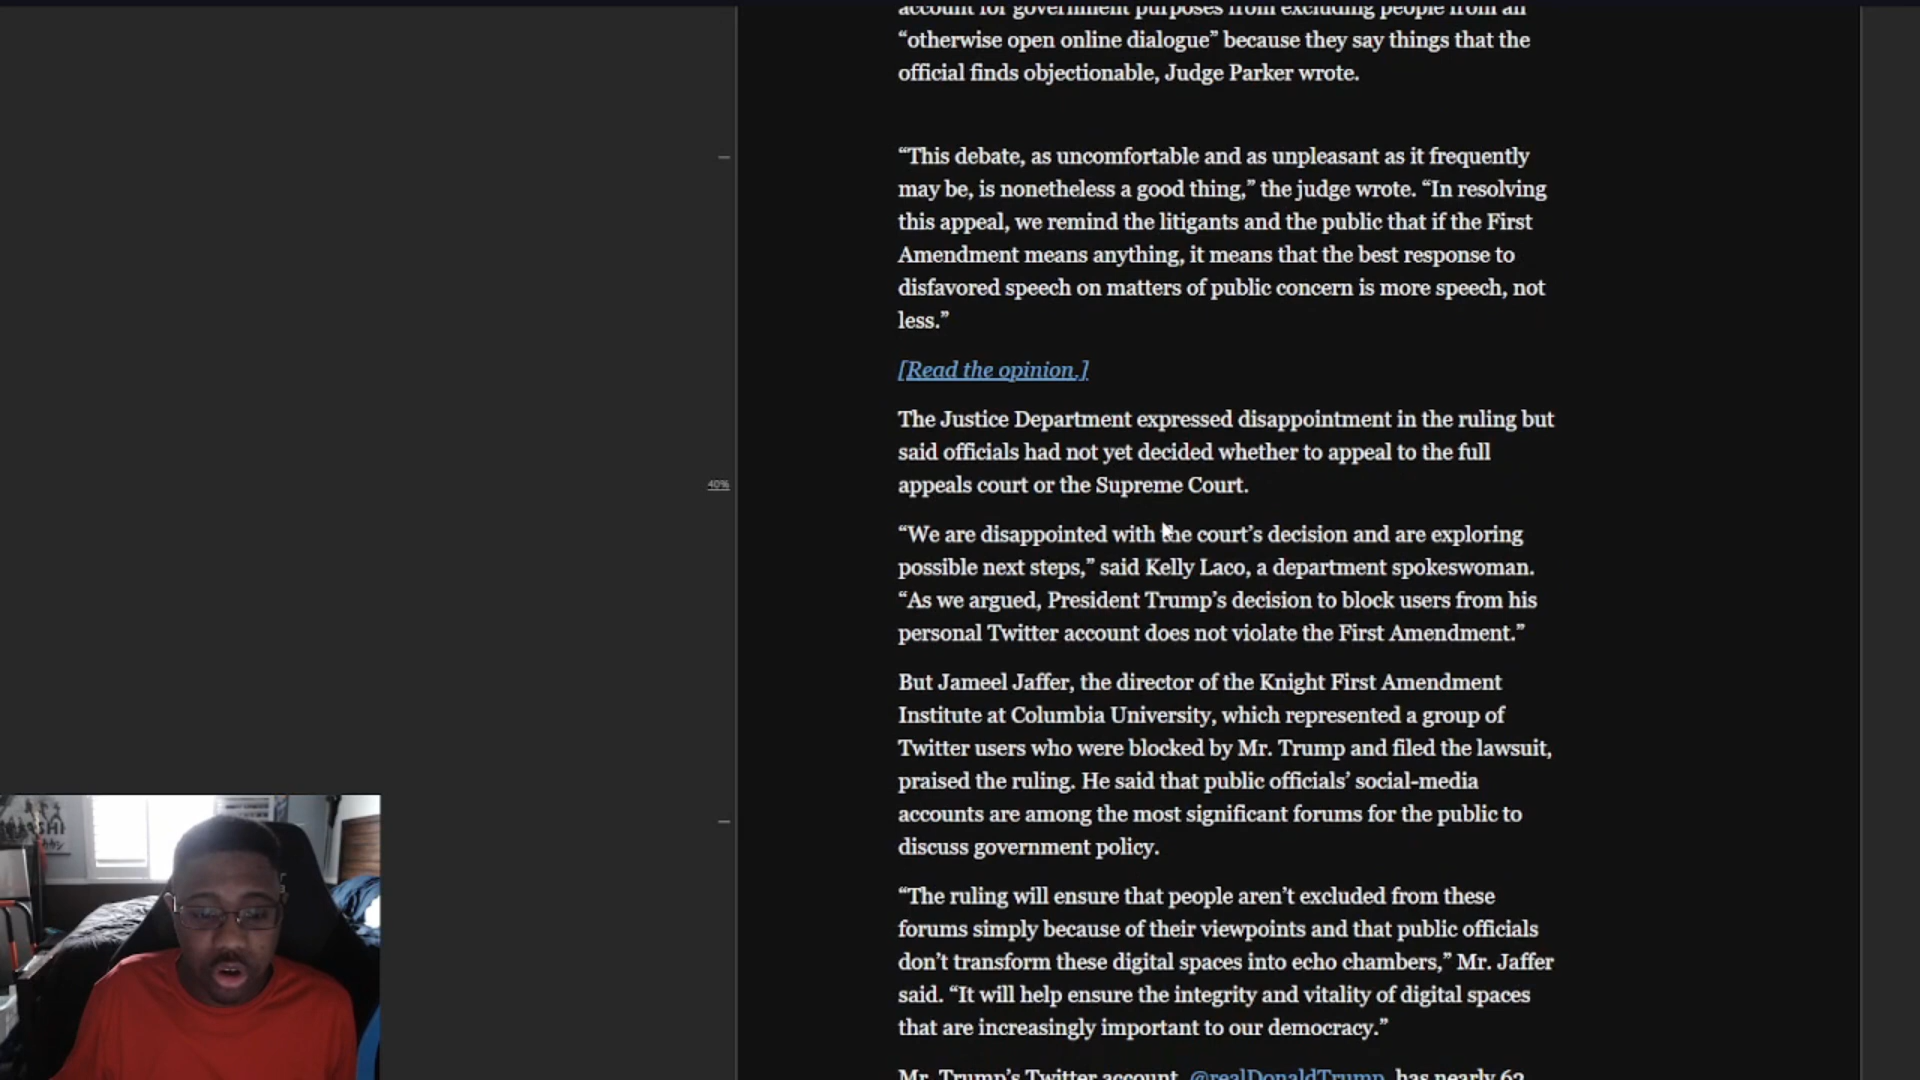 account for government purposes from excluding people from an
“otherwise open online dialogue” because they say things that the
official finds objectionable, Judge Parker wrote.
“This debate, as uncomfortable and as unpleasant as it frequently
may be, is nonetheless a good thing,” the judge wrote. “In resolving
this appeal, we remind the litigants and the public that if the First
Amendment means anything, it means that the best response to
disfavored speech on matters of public concern is more speech, not
less.”
[Read the opinion.]
The Justice Department expressed disappointment in the ruling but
said officials had not yet decided whether to appeal to the full
appeals court or the Supreme Court.
40%
“We are disappointed with the court’s decision and are exploring
possible next steps,” said Kelly Laco, a department spokeswoman.
“As we argued, President Trump’s decision to block users from his
personal Twitter account does not violate the First Amendment.”
But Jameel Jaffer, the director of the Knight First Amendment
Institute at Columbia University, which represented a group of
Twitter users who were blocked by Mr. Trump and filed the lawsuit,
praised the ruling. He said that public officials’ social-media
accounts are among the most significant forums for the public to
discuss government policy.
“The ruling will ensure that people aren’t excluded from these
forums simply because of their viewpoints and that public officials
don’t transform these digital spaces into echo chambers,” Mr. Jaffer
said. “It will help ensure the integrity and vitality of digital spaces
that are increasingly important to our democracy.”
Mr. Trump’s Twitter account, @realDonaldTrump, has nearly 62